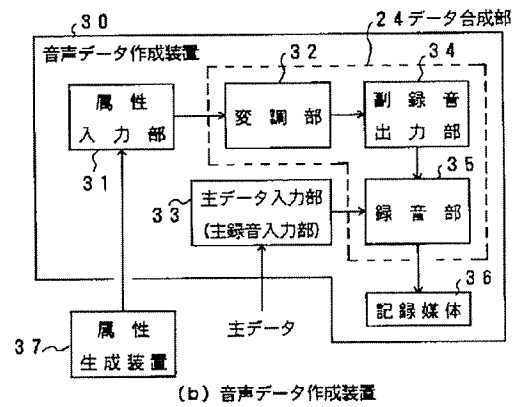 30
24データ合成部
音声データ作成装置
32
34
属性
入力部
変調部
副録音
出力部
31
35
33
主データ入力部
(主録音入力部)
録音部
36
記録媒体
37
属性
生成装置
主データ
(b) 音声データ作成装置